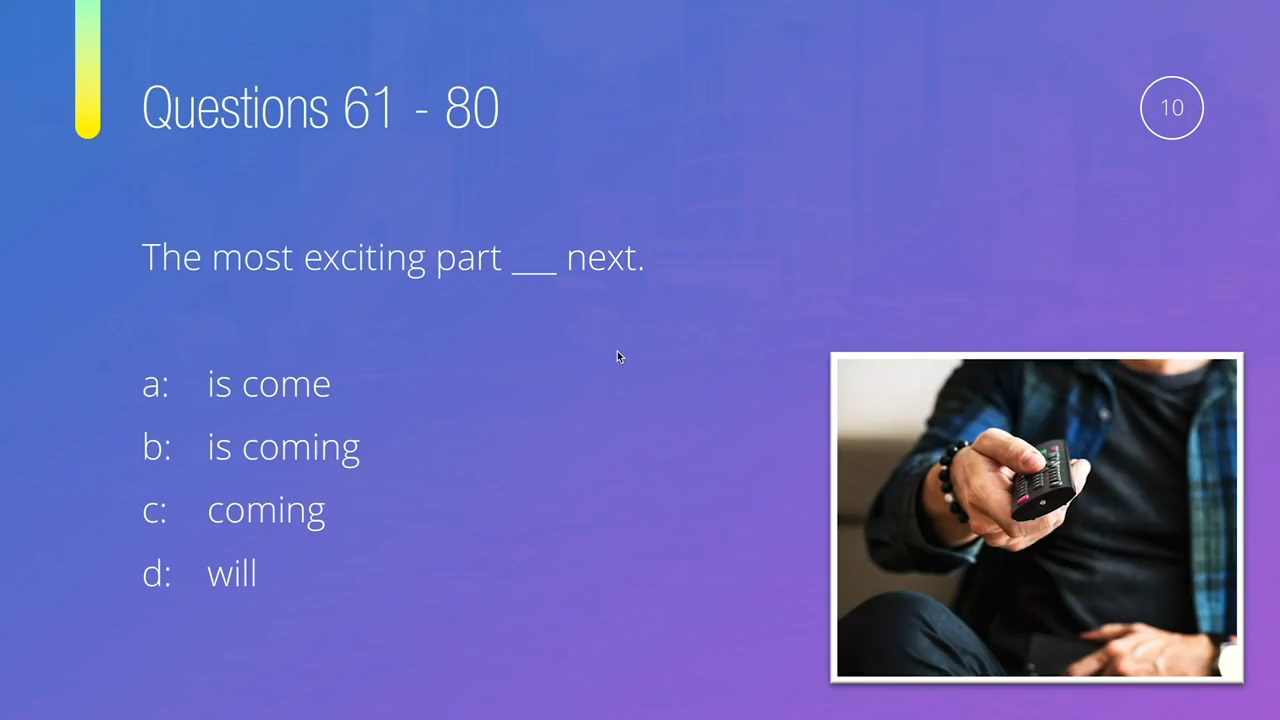 Questions 61 - 80
10
The most exciting part ___ next.
a: is come
b: is coming
c: coming
d: will